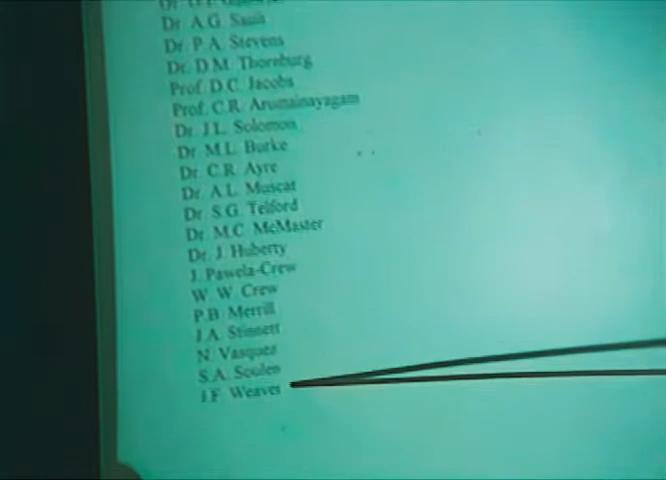 Dr. A.G.
Dr. P.A. Stevens
Dr. D.M. Thornburg
Prof. D.C. Jacobs
Prof. C.R. Arumainayagam
Dr. J.L. Solomon
Dr. M.L. Burke
Dr. C.R. Ayre
Dr. A.L. Muscat
Dr. S.G. Telford
Dr. M.C. McMaster
Dr. J. Huberty
J. Pawela-Crew
W. W. Crew
P.B. Merrill
J.A. Stinnett
N. Vasquez
S.A. Soulen
J.F. Weaver